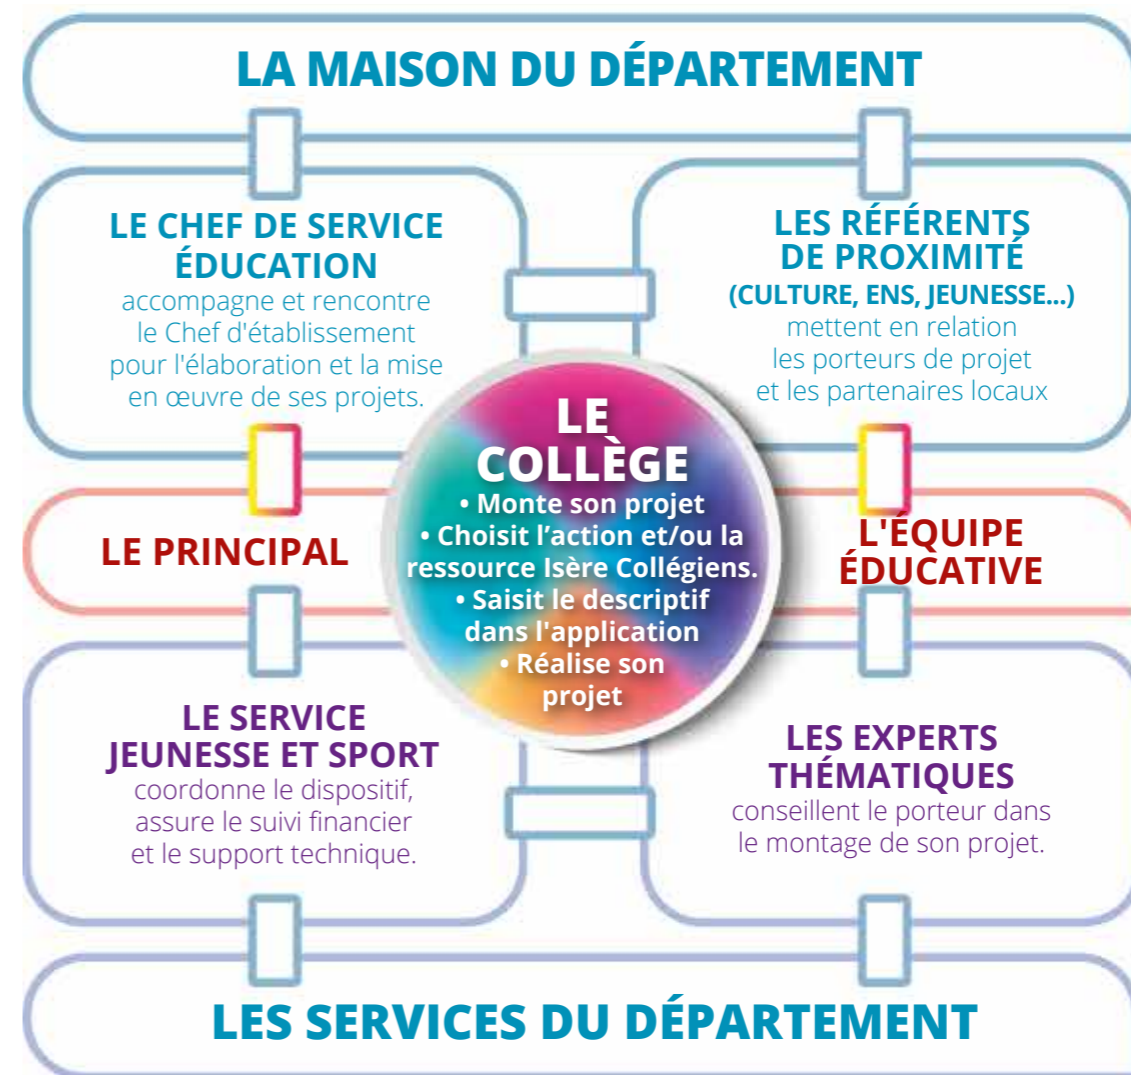 LA MAISON DU DÉPARTEMENT
LE CHEF DE SERVICE
ÉDUCATION
accompagne et rencontre
le Chef d'établissement
pour l'élaboration et la mise
en œuvre de ses projets.
LES RÉFÉRENTS
DE PROXIMITÉ
(CULTURE, ENS, JEUNESSE...)
mettent en relation
les porteurs de projet
et les partenaires locaux
LE
COLLÈGE
• Monte son projet
• Choisit l’action et/ou la
ressource Isère Collégiens.
• Saisit le descriptif
dans l'application
• Réalise son
projet
LE PRINCIPAL
L'ÉQUIPE
ÉDUCATIVE
LE SERVICE
JEUNESSE ET SPORT
coordonne le dispositif,
assure le suivi financier
et le support technique.
LES EXPERTS
THÉMATIQUES
conseillent le porteur dans
le montage de son projet.
LES SERVICES DU DÉPARTEMENT